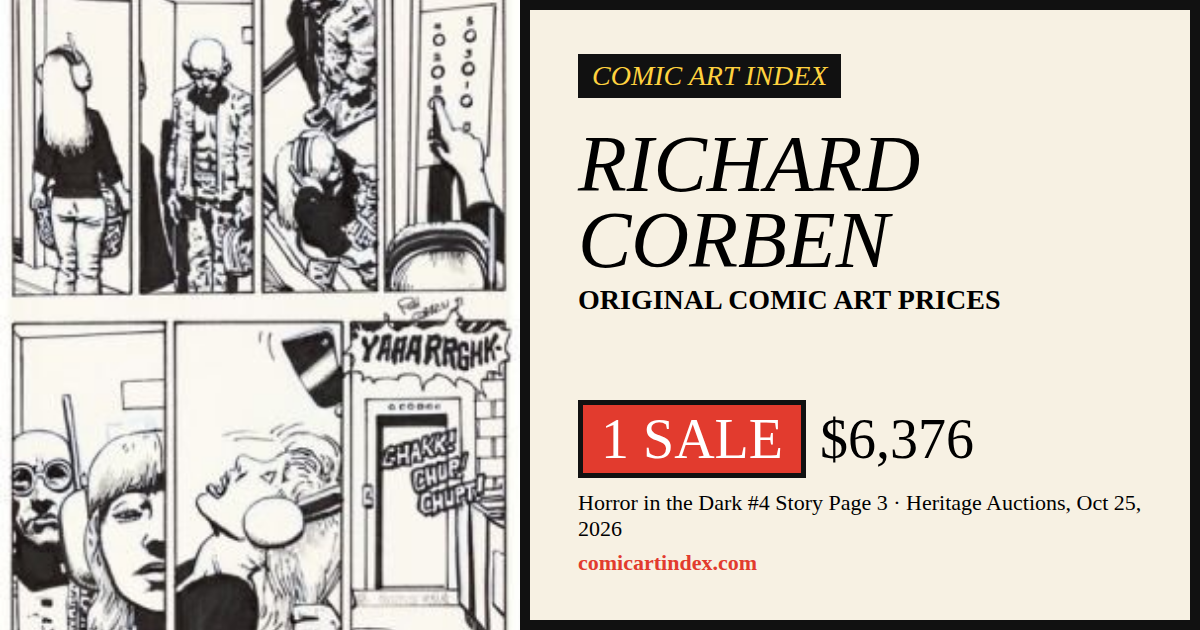 YAAARRGHK-
CHAKK!
CHUP!
CHUPT!
COMIC ART INDEX
RICHARD
CORBEN
ORIGINAL COMIC ART PRICES
1 SALE $6,376
Horror in the Dark #4 Story Page 3 · Heritage Auctions, Oct 25,
2026
comicartindex.com